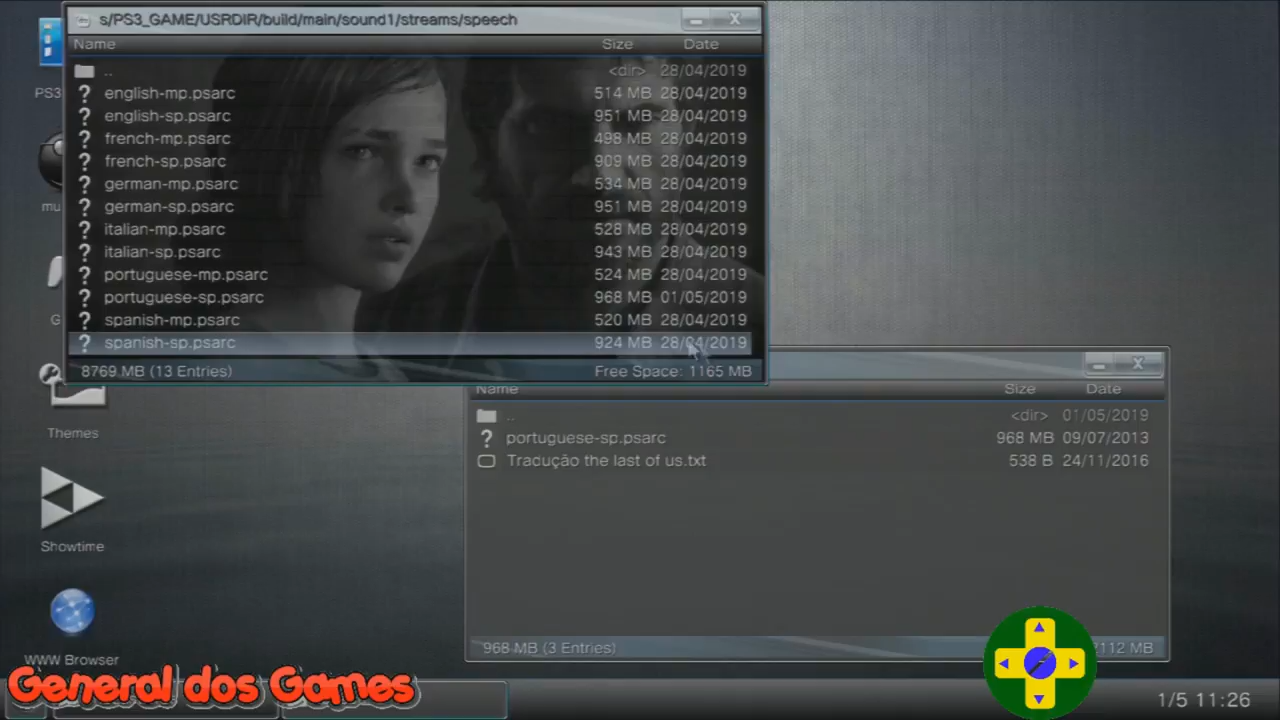 s/PS3_GAME/USRDIR/build/main/sound1/streams/speech
Name Size Date
.. <dir> 28/04/2019
english-mp.psarc 514 MB 28/04/2019
english-sp.psarc 951 MB 28/04/2019
french-mp.psarc 498 MB 28/04/2019
french-sp.psarc 909 MB 28/04/2019
german-mp.psarc 534 MB 28/04/2019
german-sp.psarc 951 MB 28/04/2019
italian-mp.psarc 528 MB 28/04/2019
italian-sp.psarc 943 MB 28/04/2019
portuguese-mp.psarc 524 MB 28/04/2019
portuguese-sp.psarc 968 MB 01/05/2019
spanish-mp.psarc 520 MB 28/04/2019
spanish-sp.psarc 924 MB 28/04/2019
8769 MB (13 Entries) Free Space: 1165 MB
PS3
mu
G
Themes
Showtime
WWW Browser
Name Size Date
.. <dir> 01/05/2019
portuguese-sp.psarc 968 MB 09/07/2013
Tradução the last of us.txt 538 B 24/11/2016
968 MB (3 Entries) 7112 MB
General dos Games
1/5 11:26